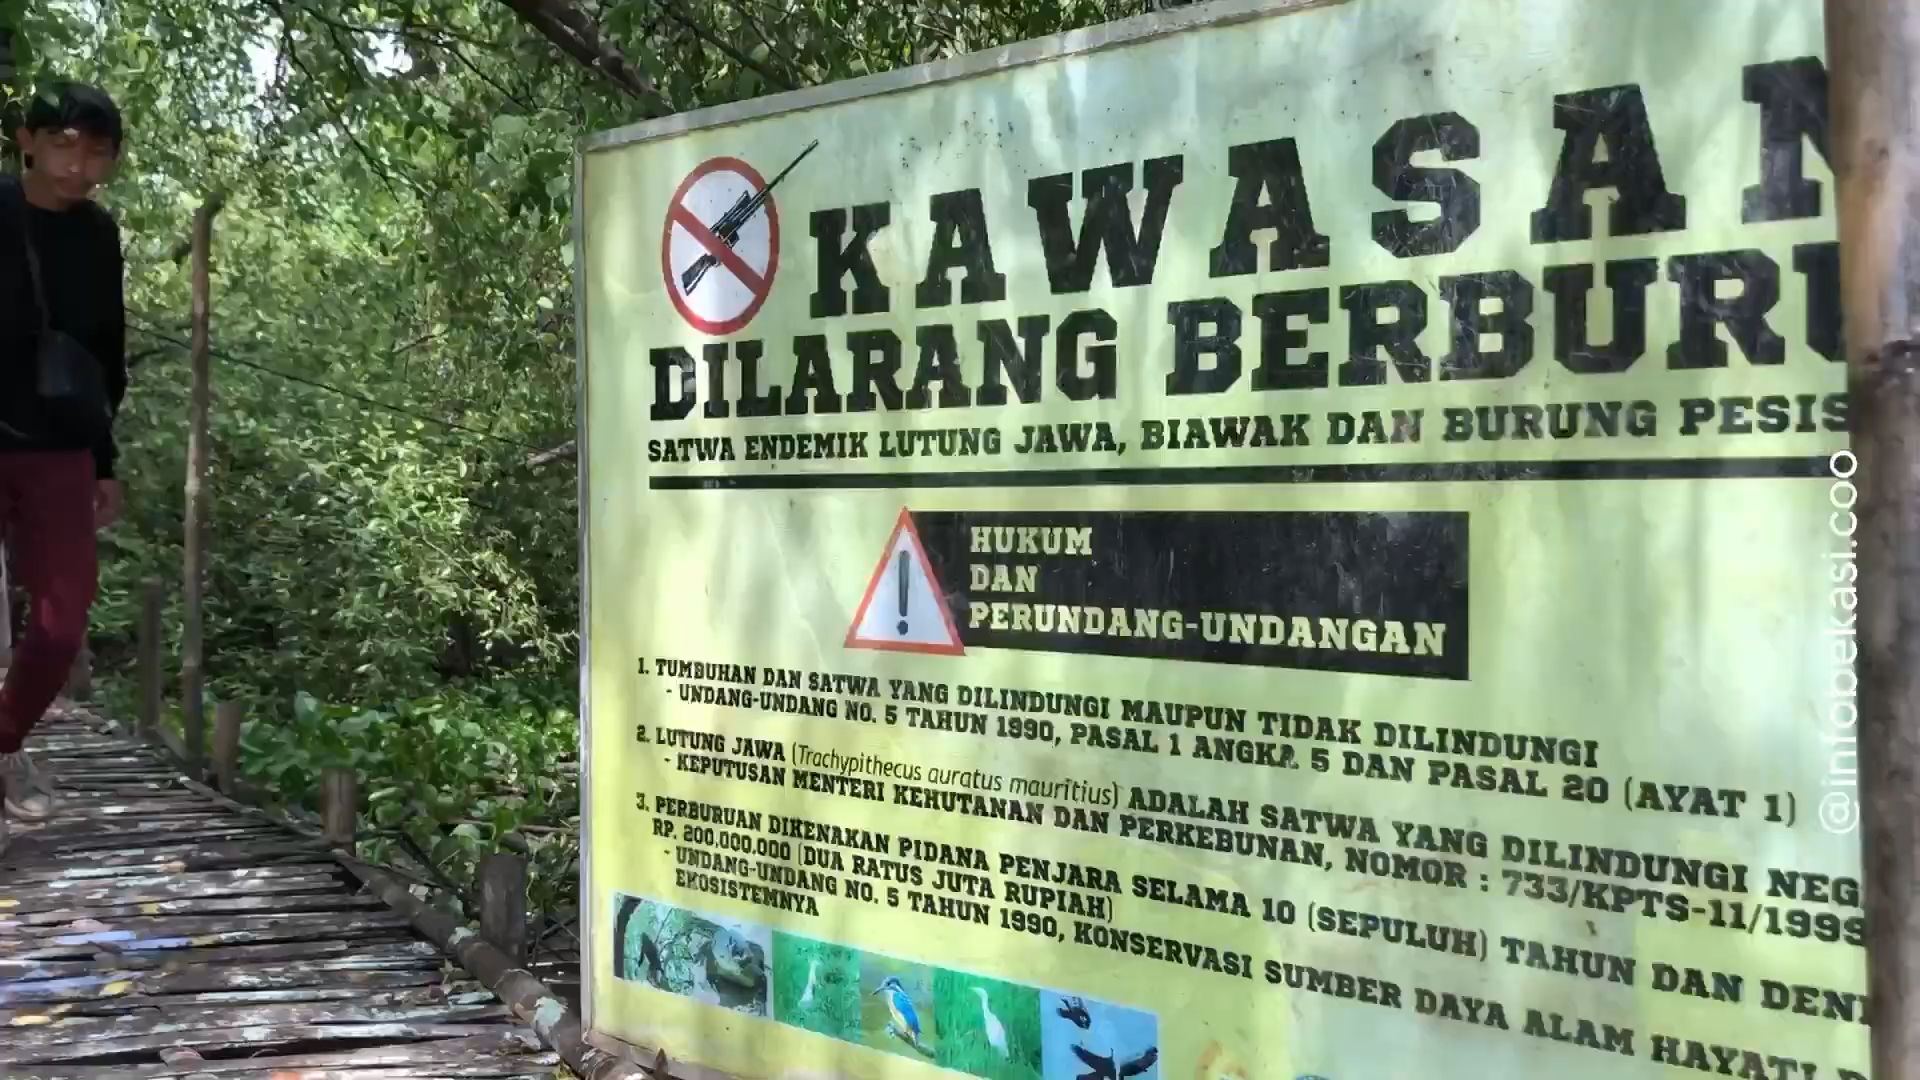 KAWASAN
DILARANG BERBURU
SATWA ENDEMIK LUTUNG JAWA, BIAWAK DAN BURUNG PESIS
HUKUM
DAN
PERUNDANG-UNDANGAN
1. TUMBUHAN DAN SATWA YANG DILINDUNGI MAUPUN TIDAK DILINDUNGI
- UNDANG-UNDANG NO. 5 TAHUN 1990, PASAL 1 ANGKA 5 DAN PASAL 20 (AYAT 1)
2. LUTUNG JAWA (Trachypithecus auratus mauritius) ADALAH SATWA YANG DILINDUNGI NEG
- KEPUTUSAN MENTERI KEHUTANAN DAN PERKEBUNAN, NOMOR : 733/KPTS-11/1999
3. PERBURUAN DIKENAKAN PIDANA PENJARA SELAMA 10 (SEPULUH) TAHUN DAN DEN
RP. 200,000.000 (DUA RATUS JUTA RUPIAH)
- UNDANG-UNDANG NO. 5 TAHUN 1990, KONSERVASI SUMBER DAYA ALAM HAYATI D
EKOSISTEMNYA
@infobekasi.coo